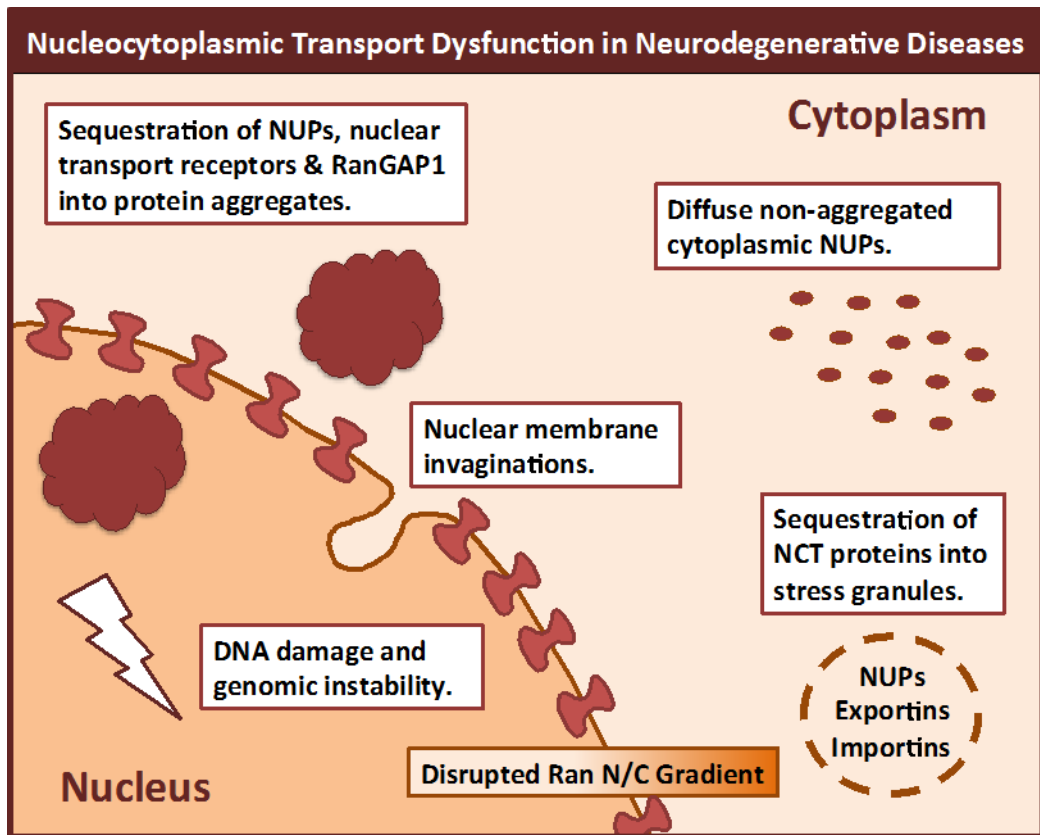 Nucleocytoplasmic Transport Dysfunction in Neurodegenerative Diseases
Cytoplasm
Sequestration of NUPs, nuclear
transport receptors & RanGAP1
into protein aggregates.
Diffuse non-aggregated
cytoplasmic NUPs.
Nuclear membrane
invaginations.
Sequestration of
NCT proteins into
stress granules.
DNA damage and
genomic instability.
NUPs
Exportins
Importins
Disrupted Ran N/C Gradient
Nucleus